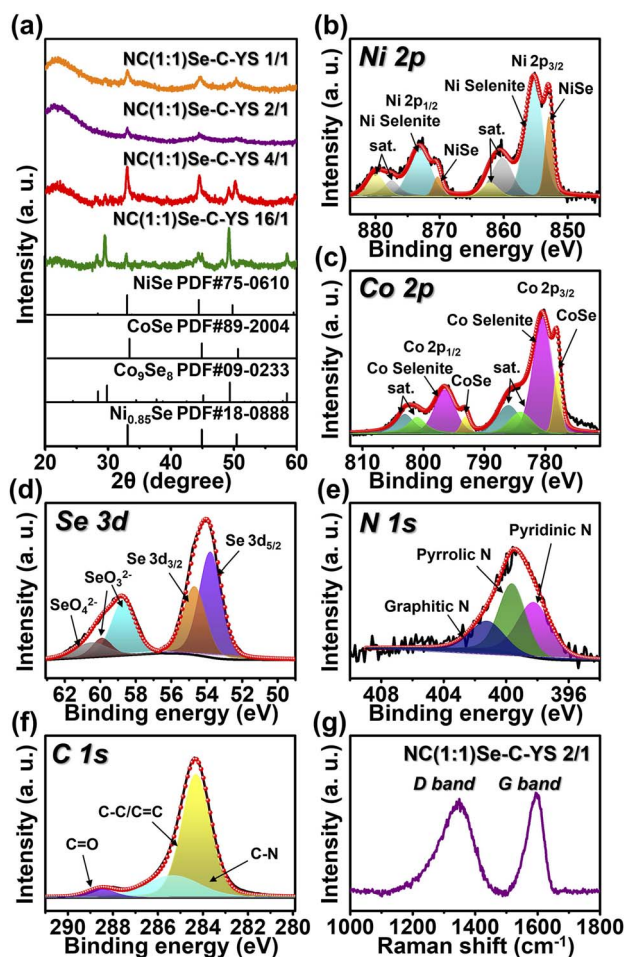 (a)
NC(1:1)Se-C-YS 1/1
NC(1:1)Se-C-YS 2/1
NC(1:1)Se-C-YS 4/1
NC(1:1)Se-C-YS 16/1
NiSe PDF#75-0610
CoSe PDF#89-2004
Co₉Se₈ PDF#09-0233
Ni₀.₈₅Se PDF#18-0888
Intensity (a. u.)
20 30 40 50 60
2θ (degree)
(b)
Ni 2p
Ni 2p₃/₂
Ni Selenite
NiSe
Ni 2p₁/₂
Ni Selenite
sat.
sat.
NiSe
Intensity (a. u.)
880 870 860 850
Binding energy (eV)
(c)
Co 2p
Co 2p₃/₂
Co Selenite
CoSe
Co 2p₁/₂
Co Selenite
sat.
sat.
CoSe
Intensity (a. u.)
810 800 790 780
Binding energy (eV)
(d)
Se 3d
Se 3d₅/₂
Se 3d₃/₂
SeO₃²⁻
SeO₄²⁻
Intensity (a. u.)
63 60 57 54 52 49
Binding energy (eV)
(e)
N 1s
Pyridinic N
Pyrrolic N
Graphitic N
Intensity (a. u.)
408 404 400 396
Binding energy (eV)
(f)
C 1s
C-C/C=C
C=O
C-N
Intensity (a. u.)
290 288 286 284 282 280
Binding energy (eV)
(g)
NC(1:1)Se-C-YS 2/1
D band G band
Intensity (a. u.)
1000 1200 1400 1600 1800
Raman shift (cm⁻¹)